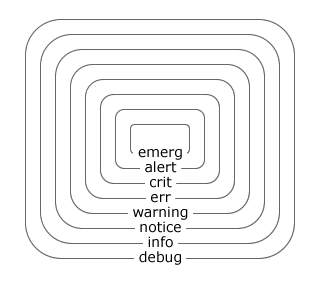 emerg
alert
crit
err
warning
notice
info
debug